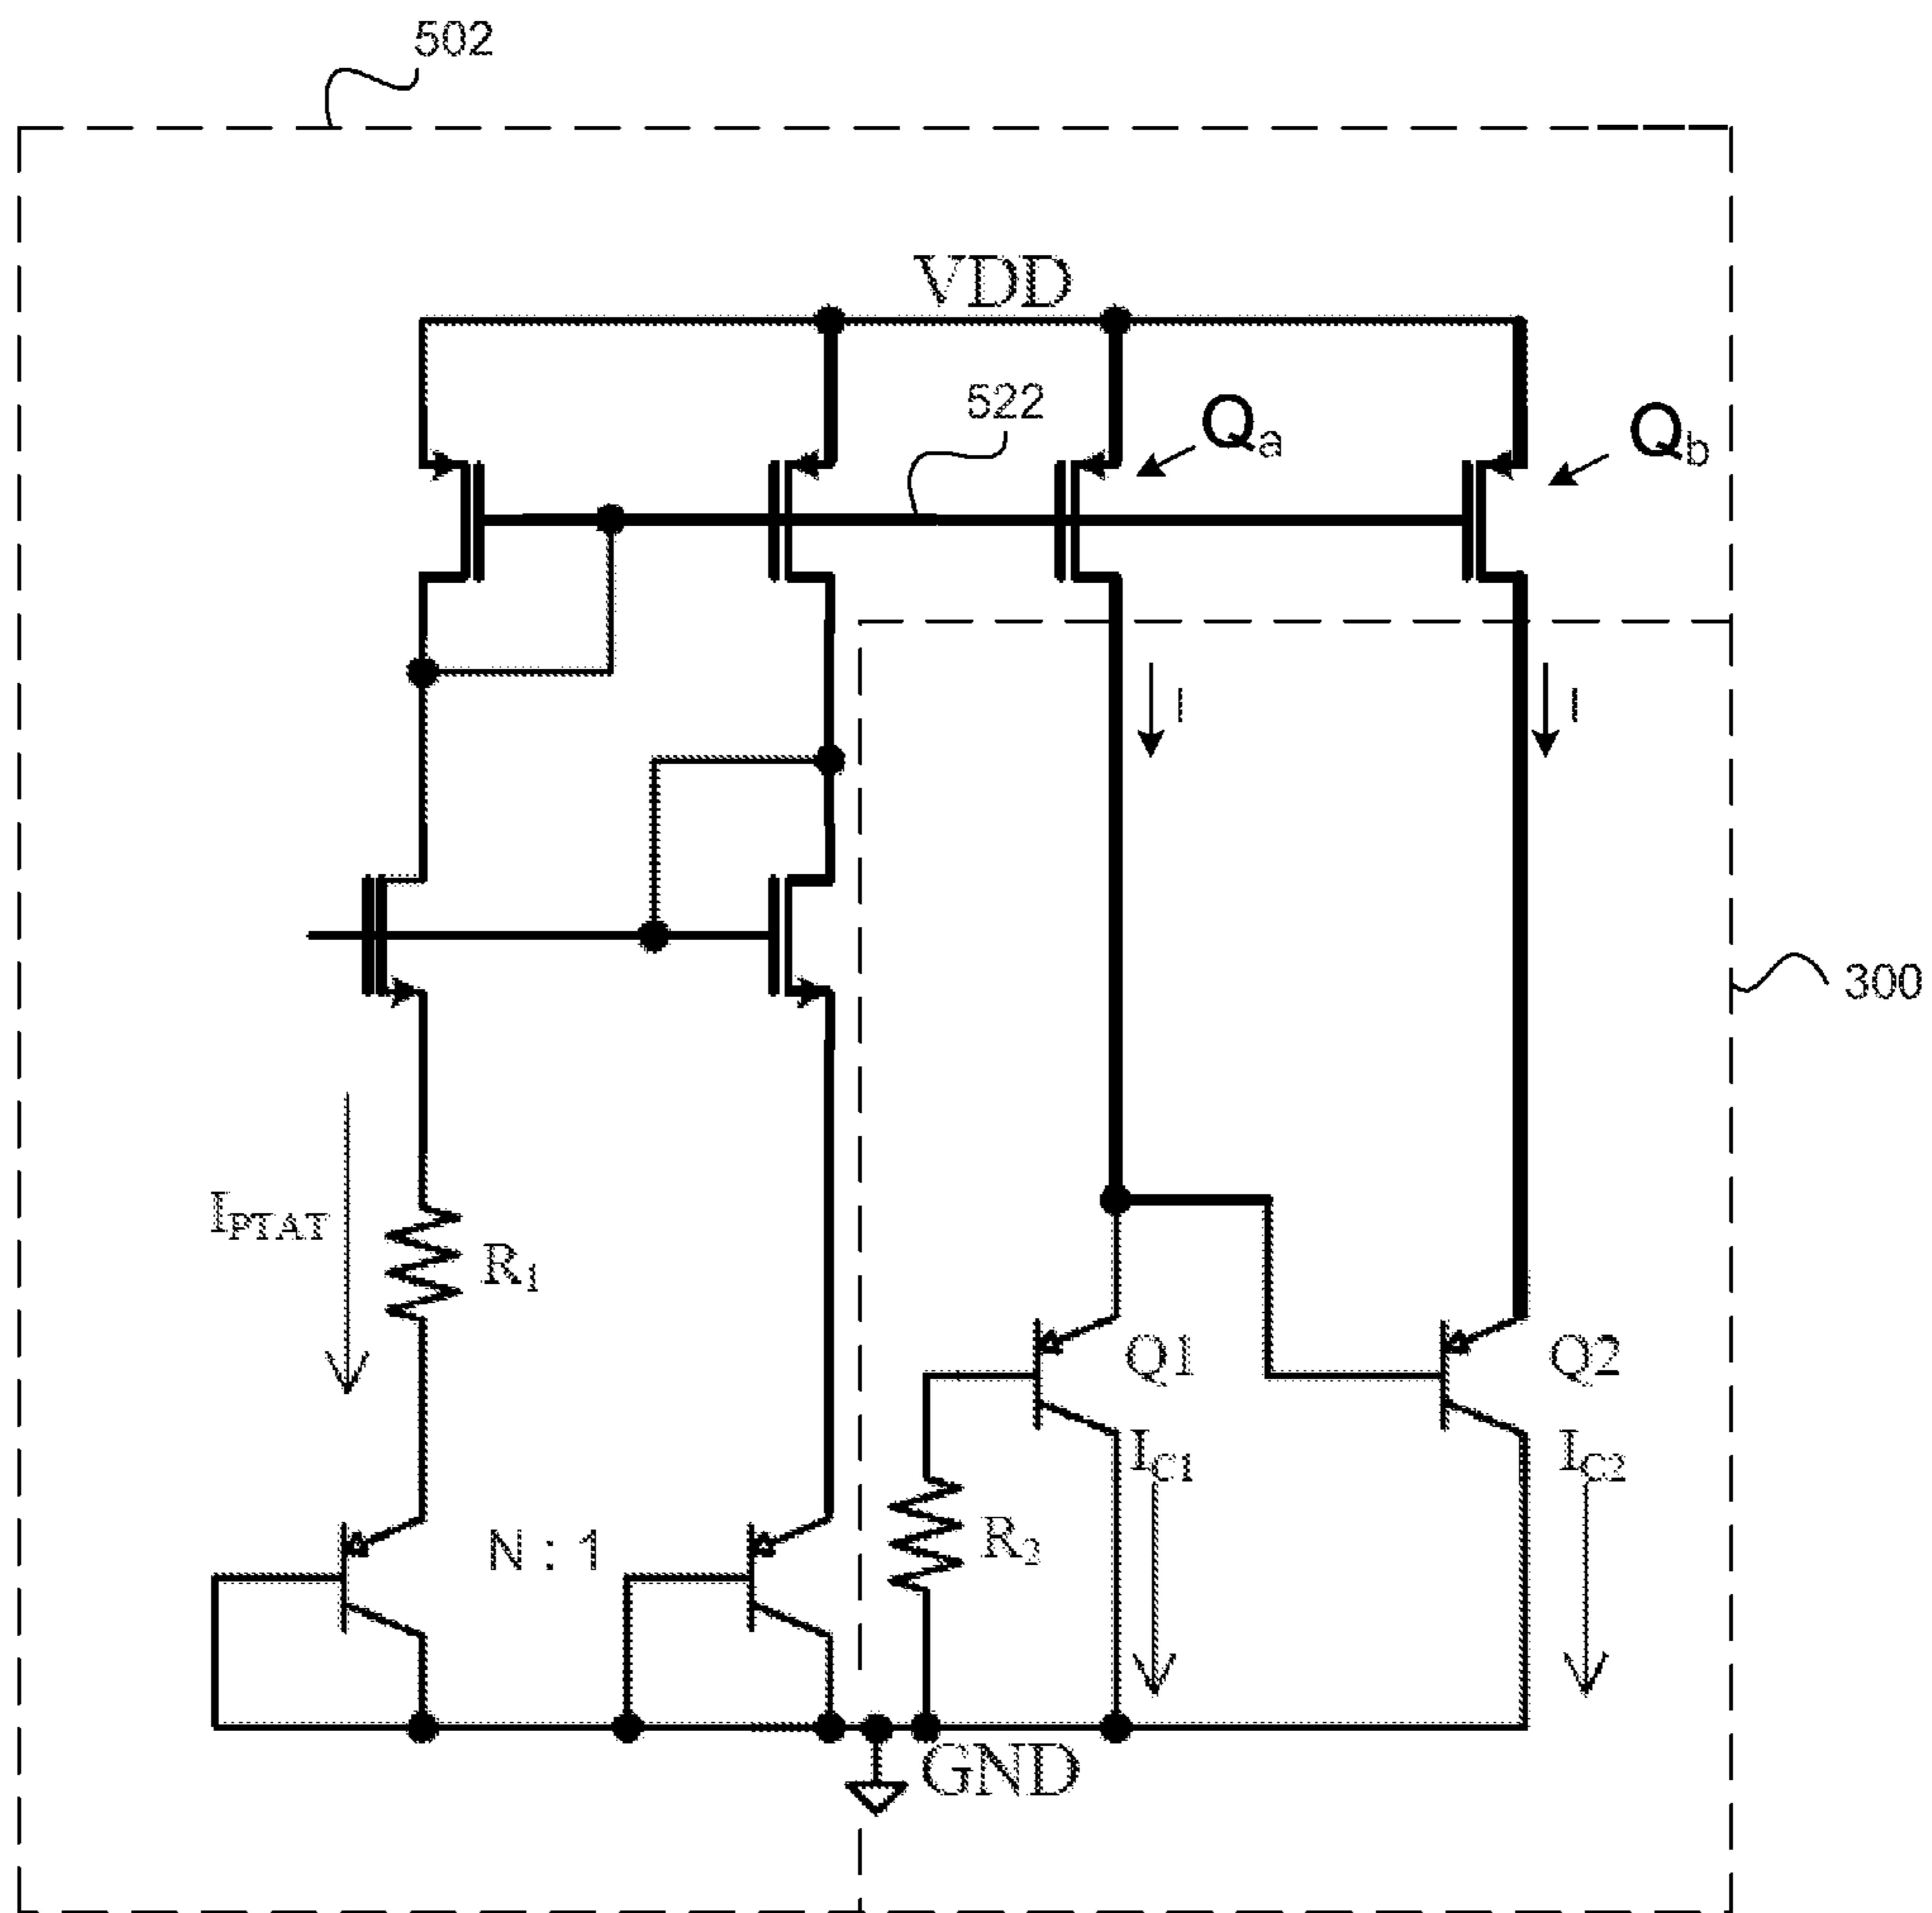 502
VDD
522
Qa
Qb
I
I
300
IPTAT
R1
Q1
Q2
IC1
IC2
N : 1
R2
GND